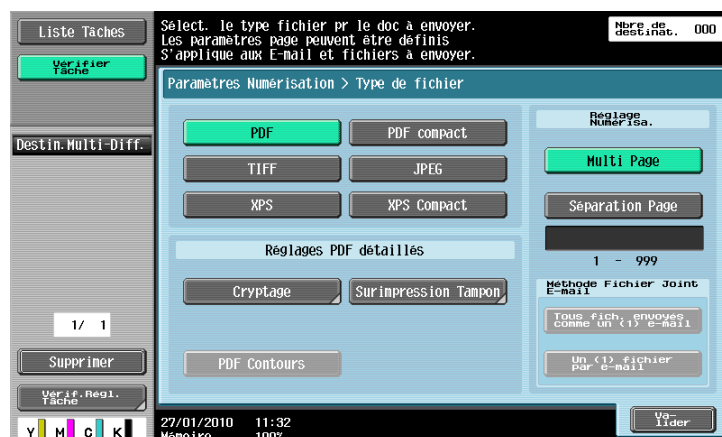 Liste Tâches
Sélect. le type fichier pr le doc à envoyer.
Les paramètres page peuvent être définis
S'applique aux E-mail et fichiers à envoyer.
Nbre de
destinat.
000
Vérifier
Tâche
Paramètres Numérisation > Type de fichier
Destin.Multi-Diff.
PDF
PDF compact
TIFF
JPEG
XPS
XPS Compact
Réglage
Numérisa.
Multi Page
Séparation Page
1 - 999
Réglages PDF détaillés
Cryptage
Surimpression Tampon
PDF Contours
Méthode Fichier Joint
E-mail
Tous fich. envoyés
comme un (1) e-mail
Un (1) fichier
par e-mail
1/ 1
Supprimer
Vérif.Régl.
Tâche
Y M C K
27/01/2010 11:32
Mémoire 100%
Va-
lider